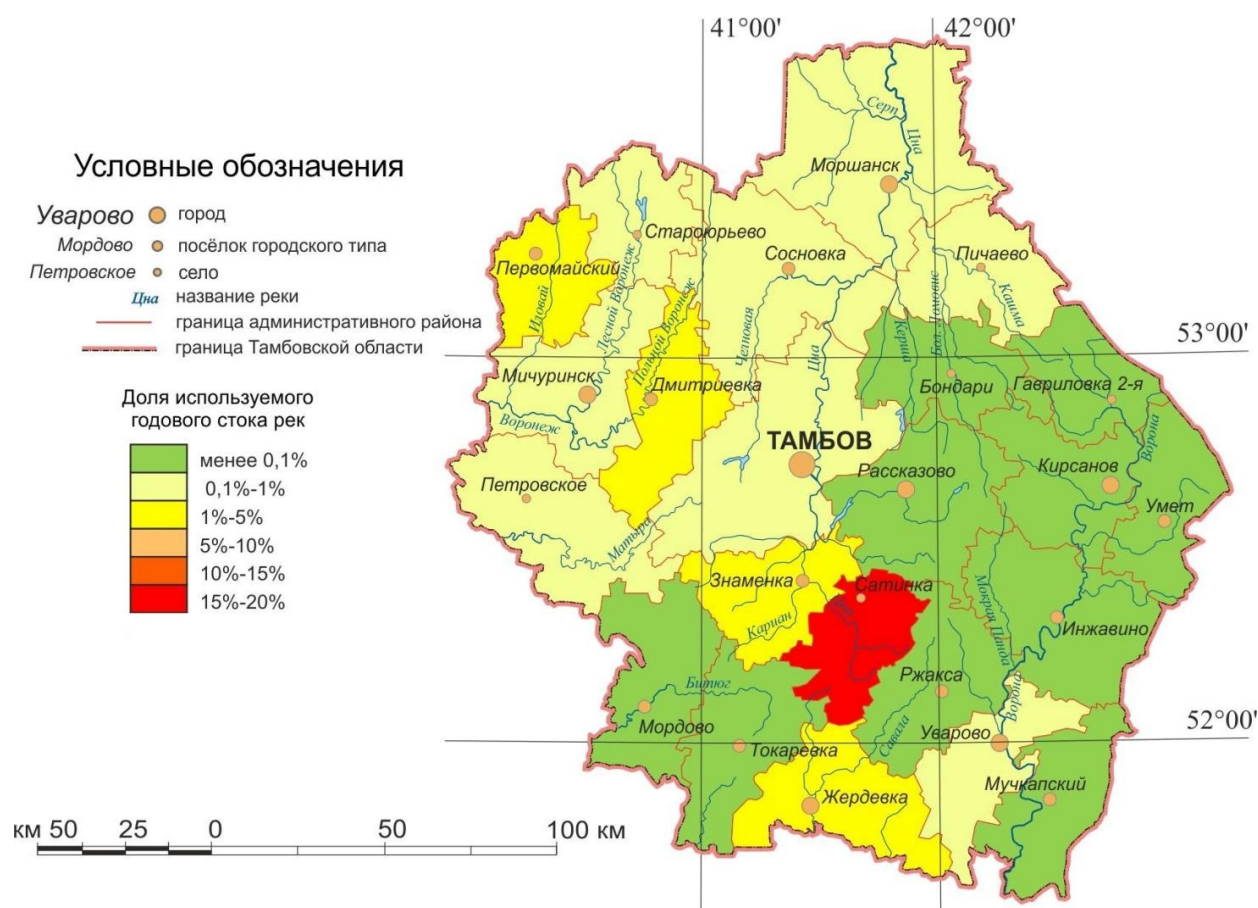 41°00'
42°00'
Серп
Цна
Моршанск
Условные обозначения
Уварово город
Мордово посёлок городского типа
Петровское село
Цна название реки
граница административного района
граница Тамбовской области
Доля используемого
годового стока рек
менее 0,1%
0,1%-1%
1%-5%
5%-10%
10%-15%
15%-20%
Староюрьево
Сосновка
Пичаево
Первомайский
Иловай
Лесной Воронеж
Польной Воронеж
Челновая
Цна
Керша
Бол. Ломовис
Кашма
53°00'
Мичуринск
Дмитриевка
Бондари
Гавриловка 2-я
Воронеж
ТАМБОВ
Ворона
Петровское
Рассказово
Кирсанов
Умет
Матыра
Знаменка
Сатинка
Цна
Кариан
Мокрая Панда
Инжавино
Битюг
Ржакса
Ворона
Мордово
Токаревка
Савала
Уварово
52°00'
Жердевка
Мучкапский
км 50 25 0 50 100 км